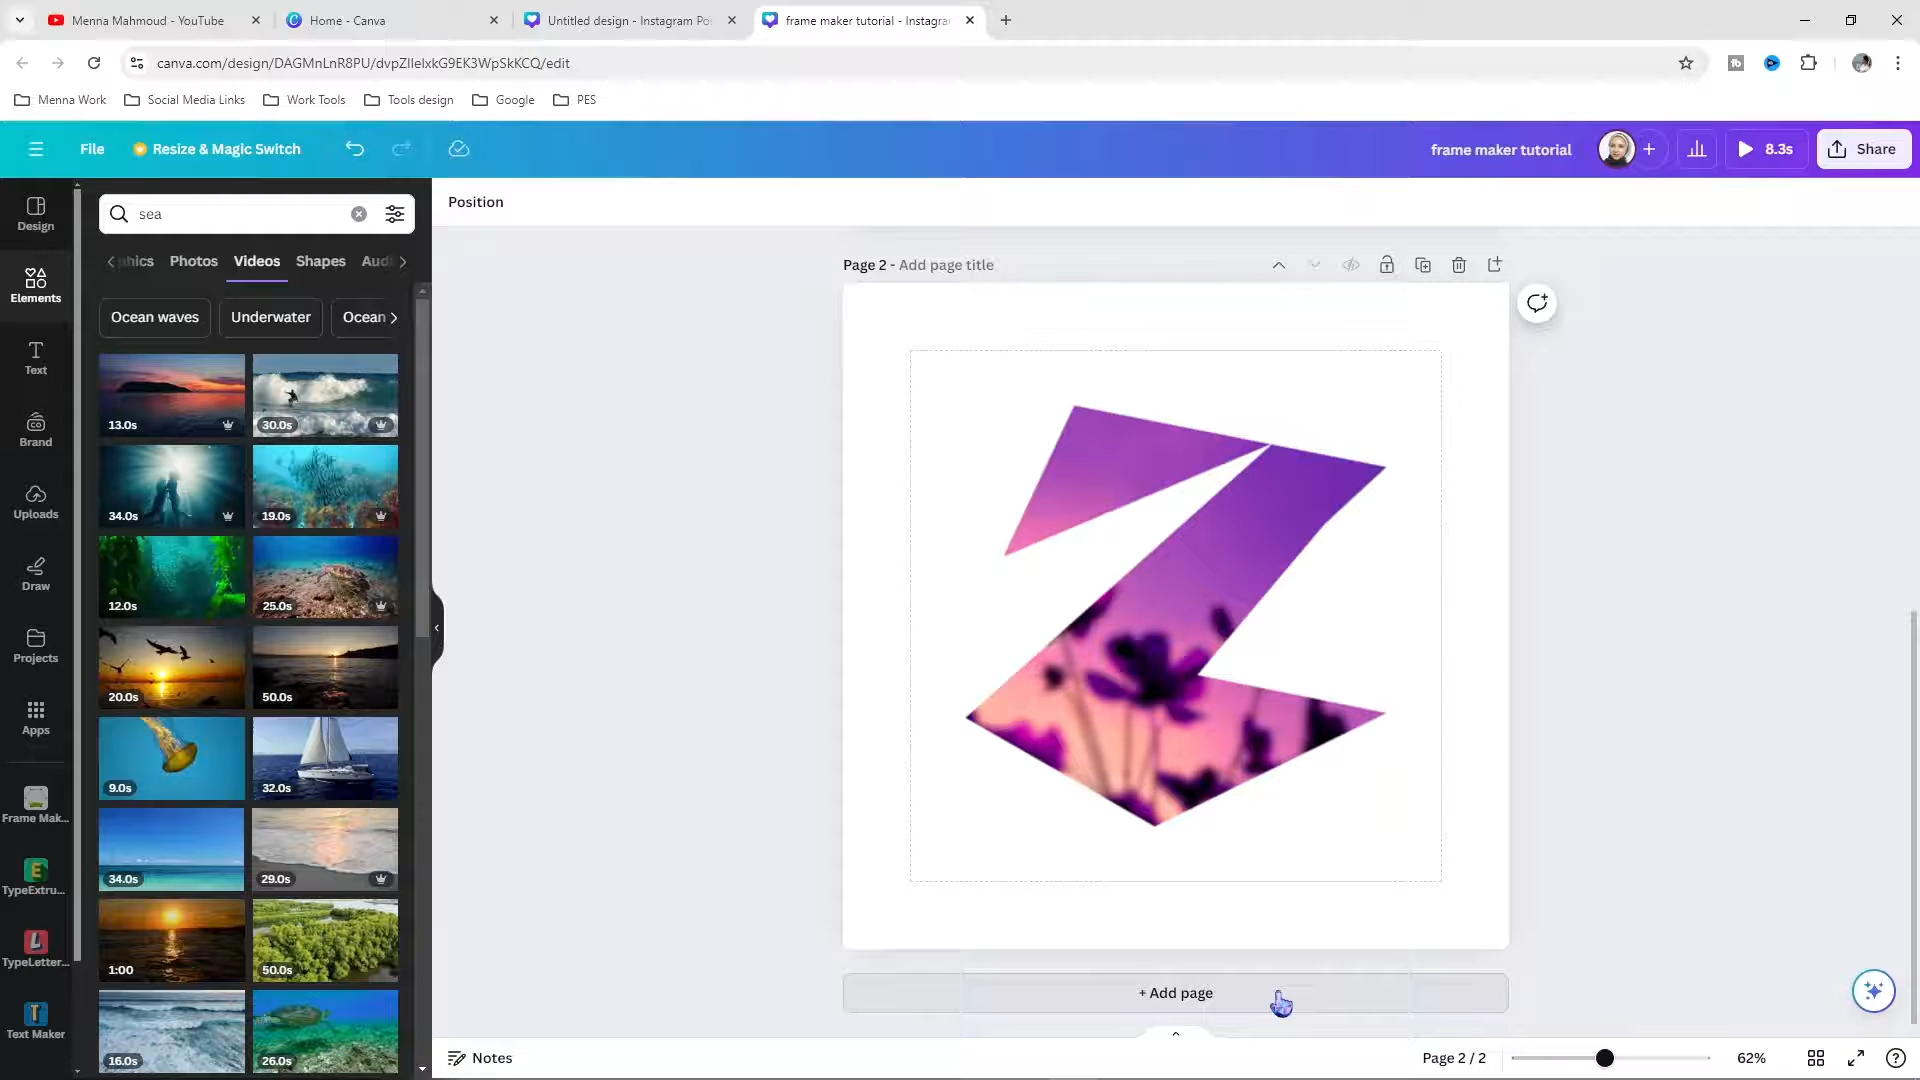 Menna Mahmoud - YouTube
Home - Canva
Untitled design - Instagram Po
frame maker tutorial - Instagra
canva.com/design/DAGMnLnR8PU/dvpZIlelxkG9EK3WpSkKCQ/edit
Menna Work
Social Media Links
Work Tools
Tools design
Google
PES
File
Resize & Magic Switch
frame maker tutorial
8.3s
Share
Design
Elements
Text
Brand
Uploads
Draw
Projects
Apps
Frame Mak...
TypeExtru...
TypeLetter...
Text Maker
sea
phics
Photos
Videos
Shapes
Aud
Ocean waves
Underwater
Ocean
13.0s
30.0s
34.0s
19.0s
12.0s
25.0s
20.0s
50.0s
9.0s
32.0s
34.0s
29.0s
1:00
50.0s
16.0s
26.0s
Position
Page 2 - Add page title
+ Add page
Notes
Page 2 / 2
62%